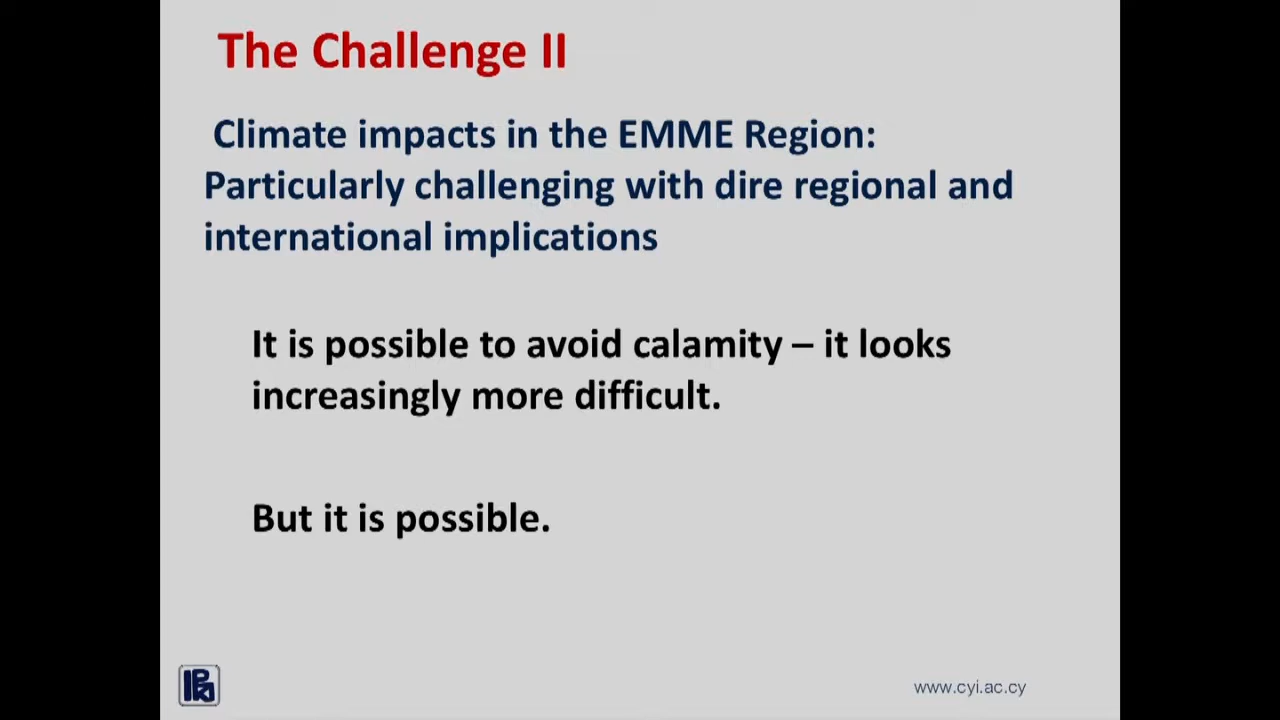 The Challenge II
Climate impacts in the EMME Region:
Particularly challenging with dire regional and
international implications
It is possible to avoid calamity – it looks
increasingly more difficult.
But it is possible.
www.cyi.ac.cy